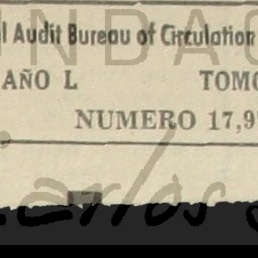 l Audit Bureau of Circulation
AÑO L TOMO
NUMERO 17,9